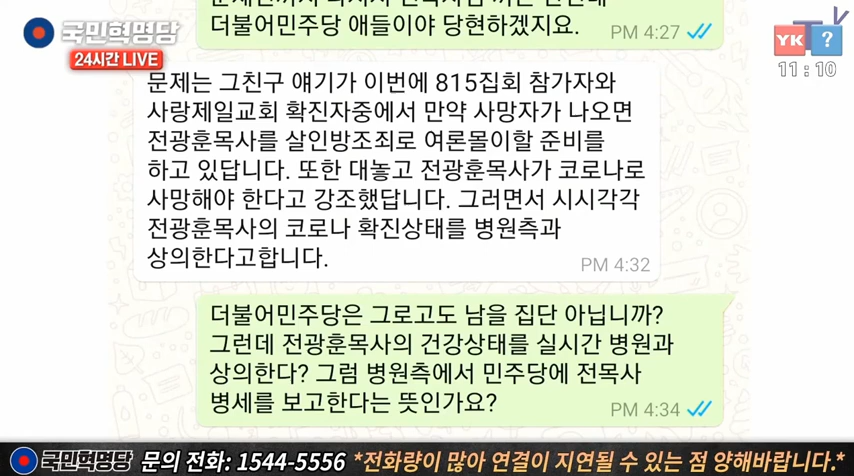 국민혁명당
24시간 LIVE
더불어민주당 애들이야 당현하겠지요.
PM 4:27
YK
TV
?
11:10
문제는 그친구 얘기가 이번에 815집회 참가자와
사랑제일교회 확진자중에서 만약 사망자가 나오면
전광훈목사를 살인방조죄로 여론몰이할 준비를
하고 있답니다. 또한 대놓고 전광훈목사가 코로나로
사망해야 한다고 강조했답니다. 그러면서 시시각각
전광훈목사의 코로나 확진상태를 병원측과
상의한다고합니다.
PM 4:32
더불어민주당은 그로고도 남을 집단 아닙니까?
그런데 전광훈목사의 건강상태를 실시간 병원과
상의한다? 그럼 병원측에서 민주당에 전목사
병세를 보고한다는 뜻인가요?
PM 4:34
국민혁명당 문의 전화: 1544-5556 *전화량이 많아 연결이 지연될 수 있는 점 양해바랍니다.*